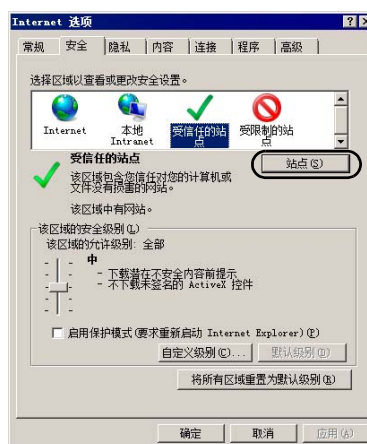 Internet 选项
常规 安全 隐私 内容 连接 程序 高级
选择区域以查看或更改安全设置。
Internet 本地 Intranet 受信任的站点 受限制的站点
受信任的站点
站点(S)
该区域包含您信任对您的计算机或
文件没有损害的网站。
该区域中有网站。
该区域的安全级别(L)
该区域的允许级别: 全部
中
- 下载潜在不安全内容前提示
- 不下载未签名的 ActiveX 控件
启用保护模式(要求重新启动 Internet Explorer)(P)
自定义级别(C)... 默认级别(D)
将所有区域重置为默认级别(R)
确定 取消 应用(A)